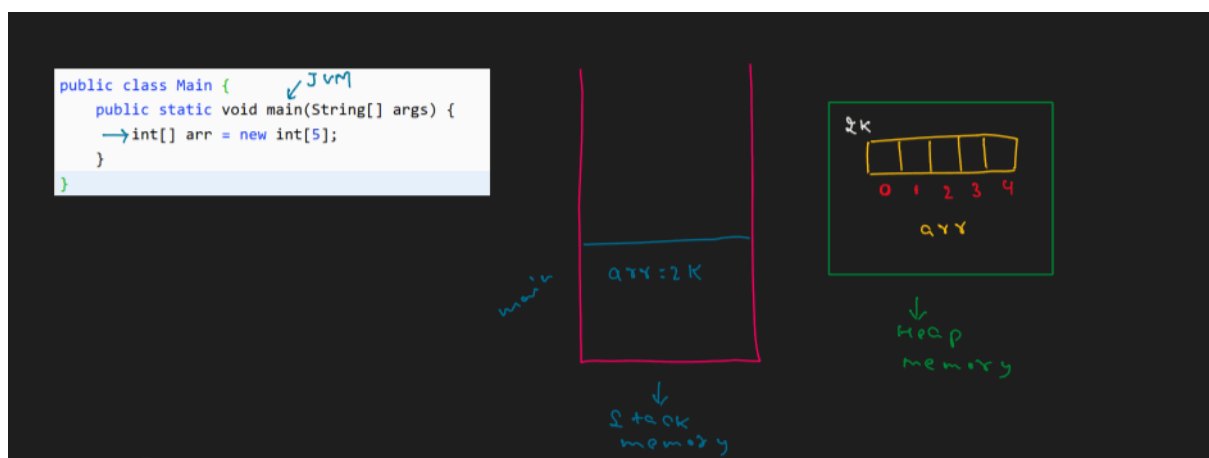 public class Main {
JVM
public static void main(String[] args) {
int[] arr = new int[5];
}
}
main
arr=2K
Stack
memory
2K
0 1 2 3 4
arr
Heap
memory